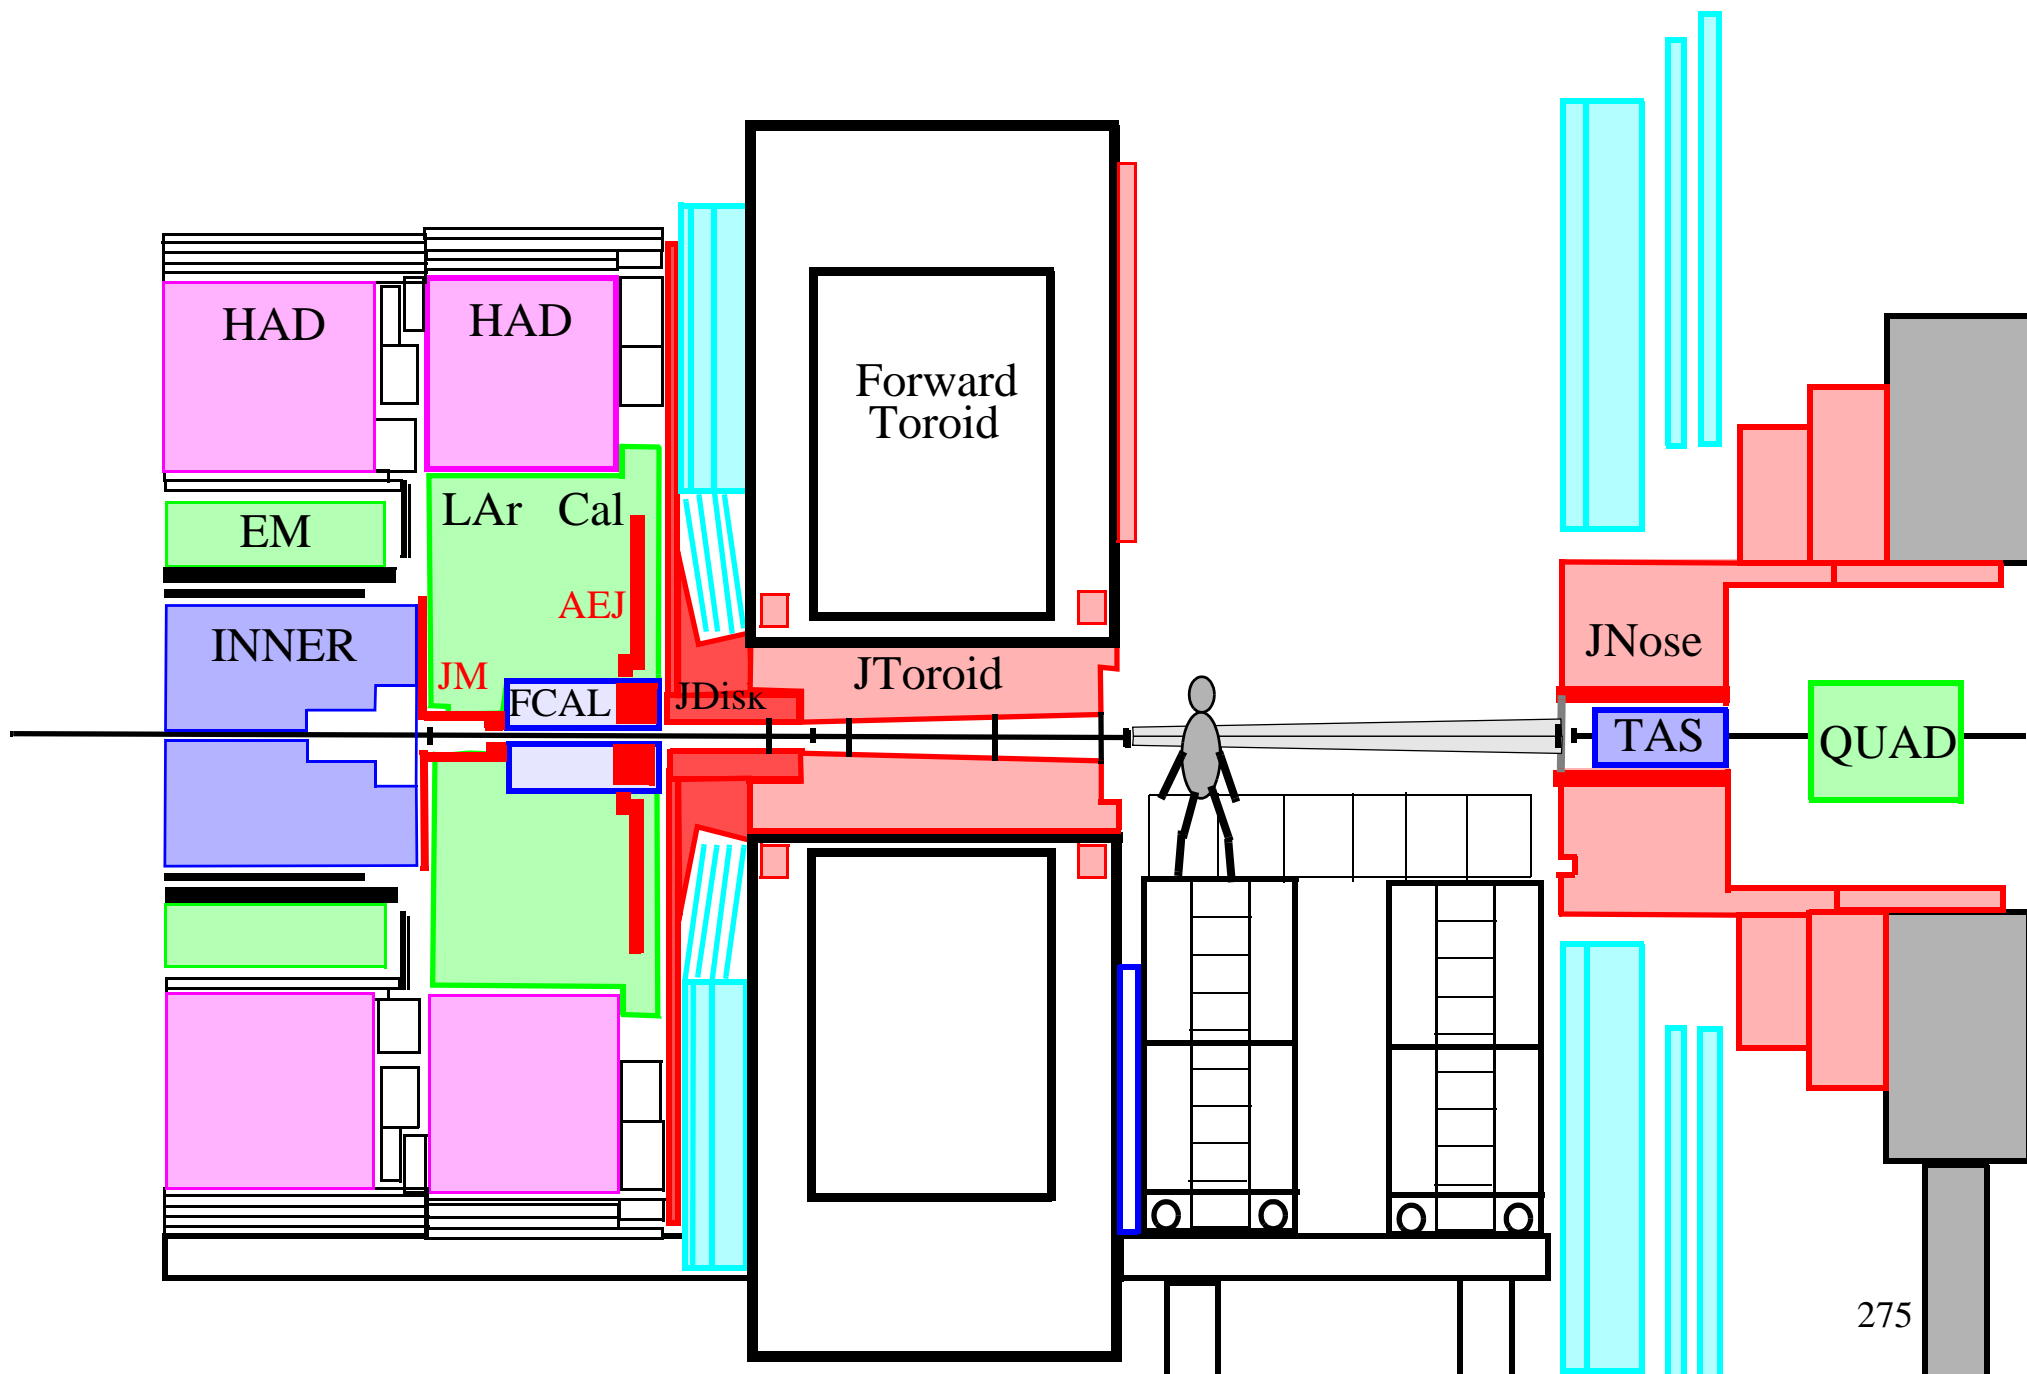 HAD
HAD
Forward
Toroid
LAr Cal
EM
AEJ
INNER
JM
FCAL
JDisk
JToroid
JNose
TAS
QUAD
275